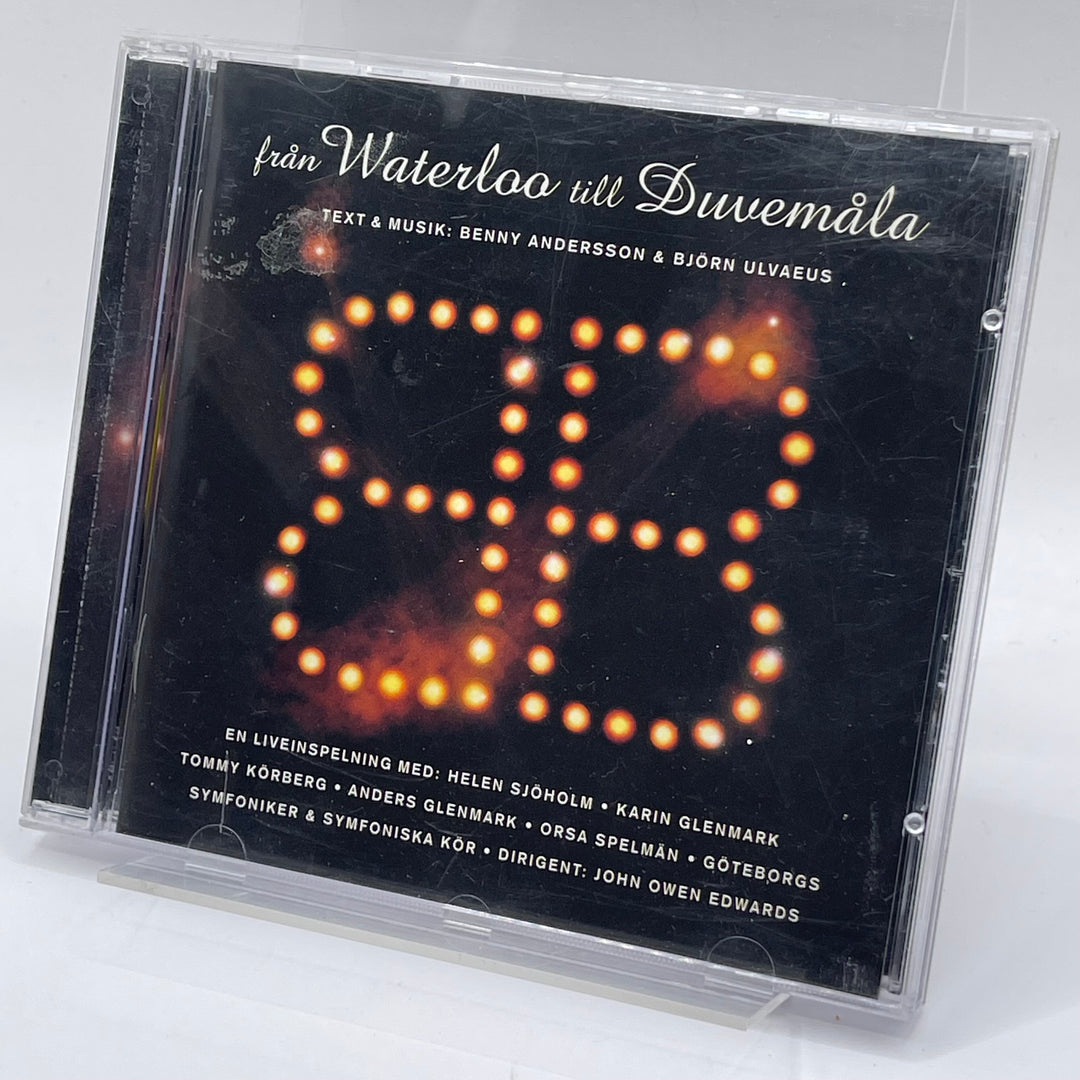 från Waterloo till Duvemåla
TEXT & MUSIK: BENNY ANDERSSON & BJÖRN ULVAEUS
BB
EN LIVEINSPELNING MED: HELEN SJÖHOLM • KARIN GLENMARK
TOMMY KÖRBERG • ANDERS GLENMARK • ORSA SPELMÄN • GÖTEBORGS
SYMFONIKER & SYMFONISKA KÖR • DIRIGENT: JOHN OWEN EDWARDS